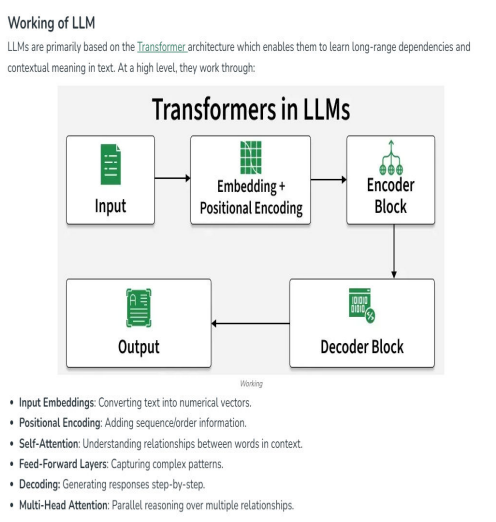 Working of LLM
LLMs are primarily based on the Transformer architecture which enables them to learn long-range dependencies and
contextual meaning in text. At a high level, they work through:
Transformers in LLMs
Input
Embedding +
Positional Encoding
Encoder
Block
Output
Decoder Block
Working
• Input Embeddings: Converting text into numerical vectors.
• Positional Encoding: Adding sequence/order information.
• Self-Attention: Understanding relationships between words in context.
• Feed-Forward Layers: Capturing complex patterns.
• Decoding: Generating responses step-by-step.
• Multi-Head Attention: Parallel reasoning over multiple relationships.